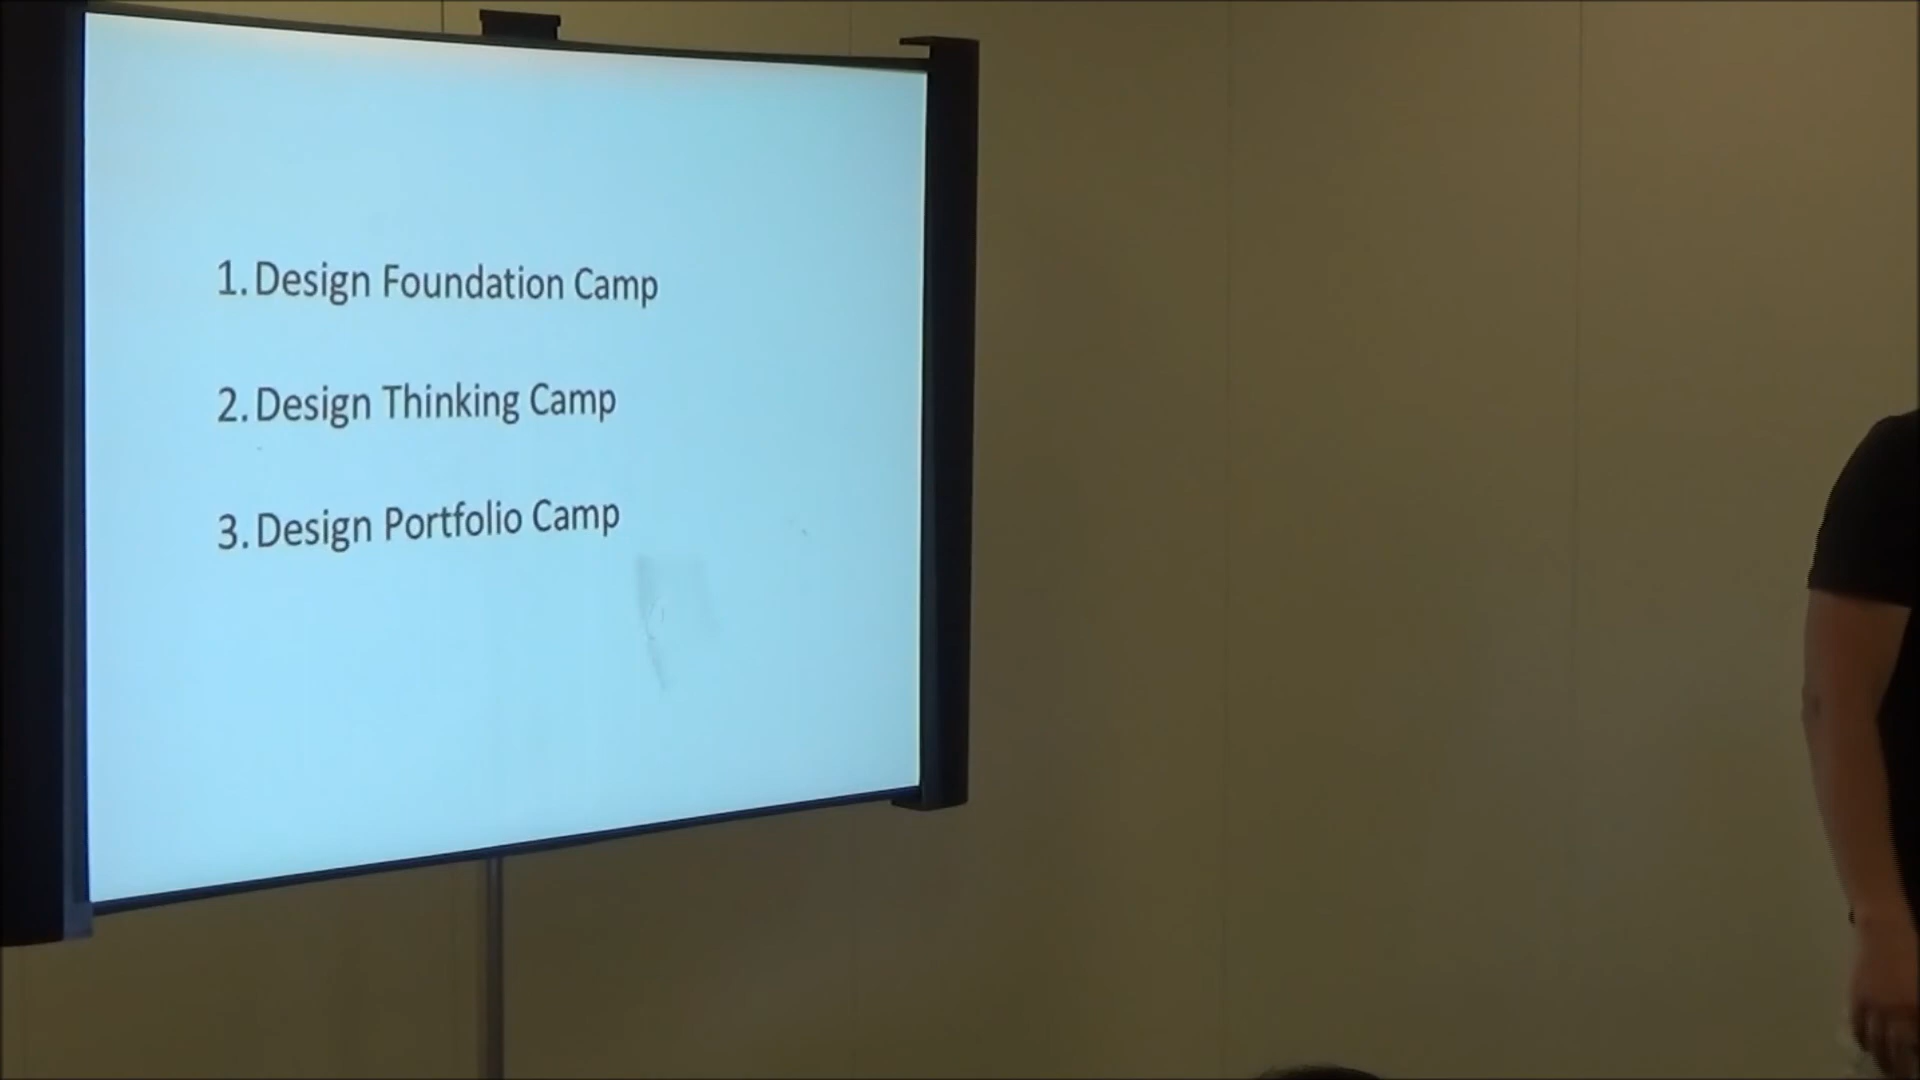 1. Design Foundation Camp
2. Design Thinking Camp
3. Design Portfolio Camp